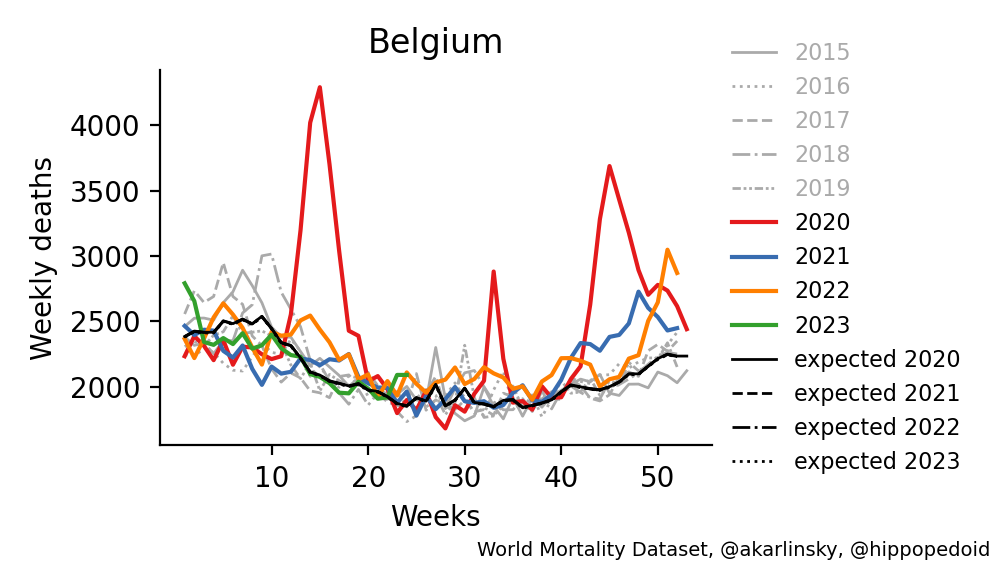 Belgium
Weekly deaths
4000
3500
3000
2500
2000
10 20 30 40 50
Weeks
2015
2016
2017
2018
2019
2020
2021
2022
2023
expected 2020
expected 2021
expected 2022
expected 2023
World Mortality Dataset, @akarlinsky, @hippopedoid